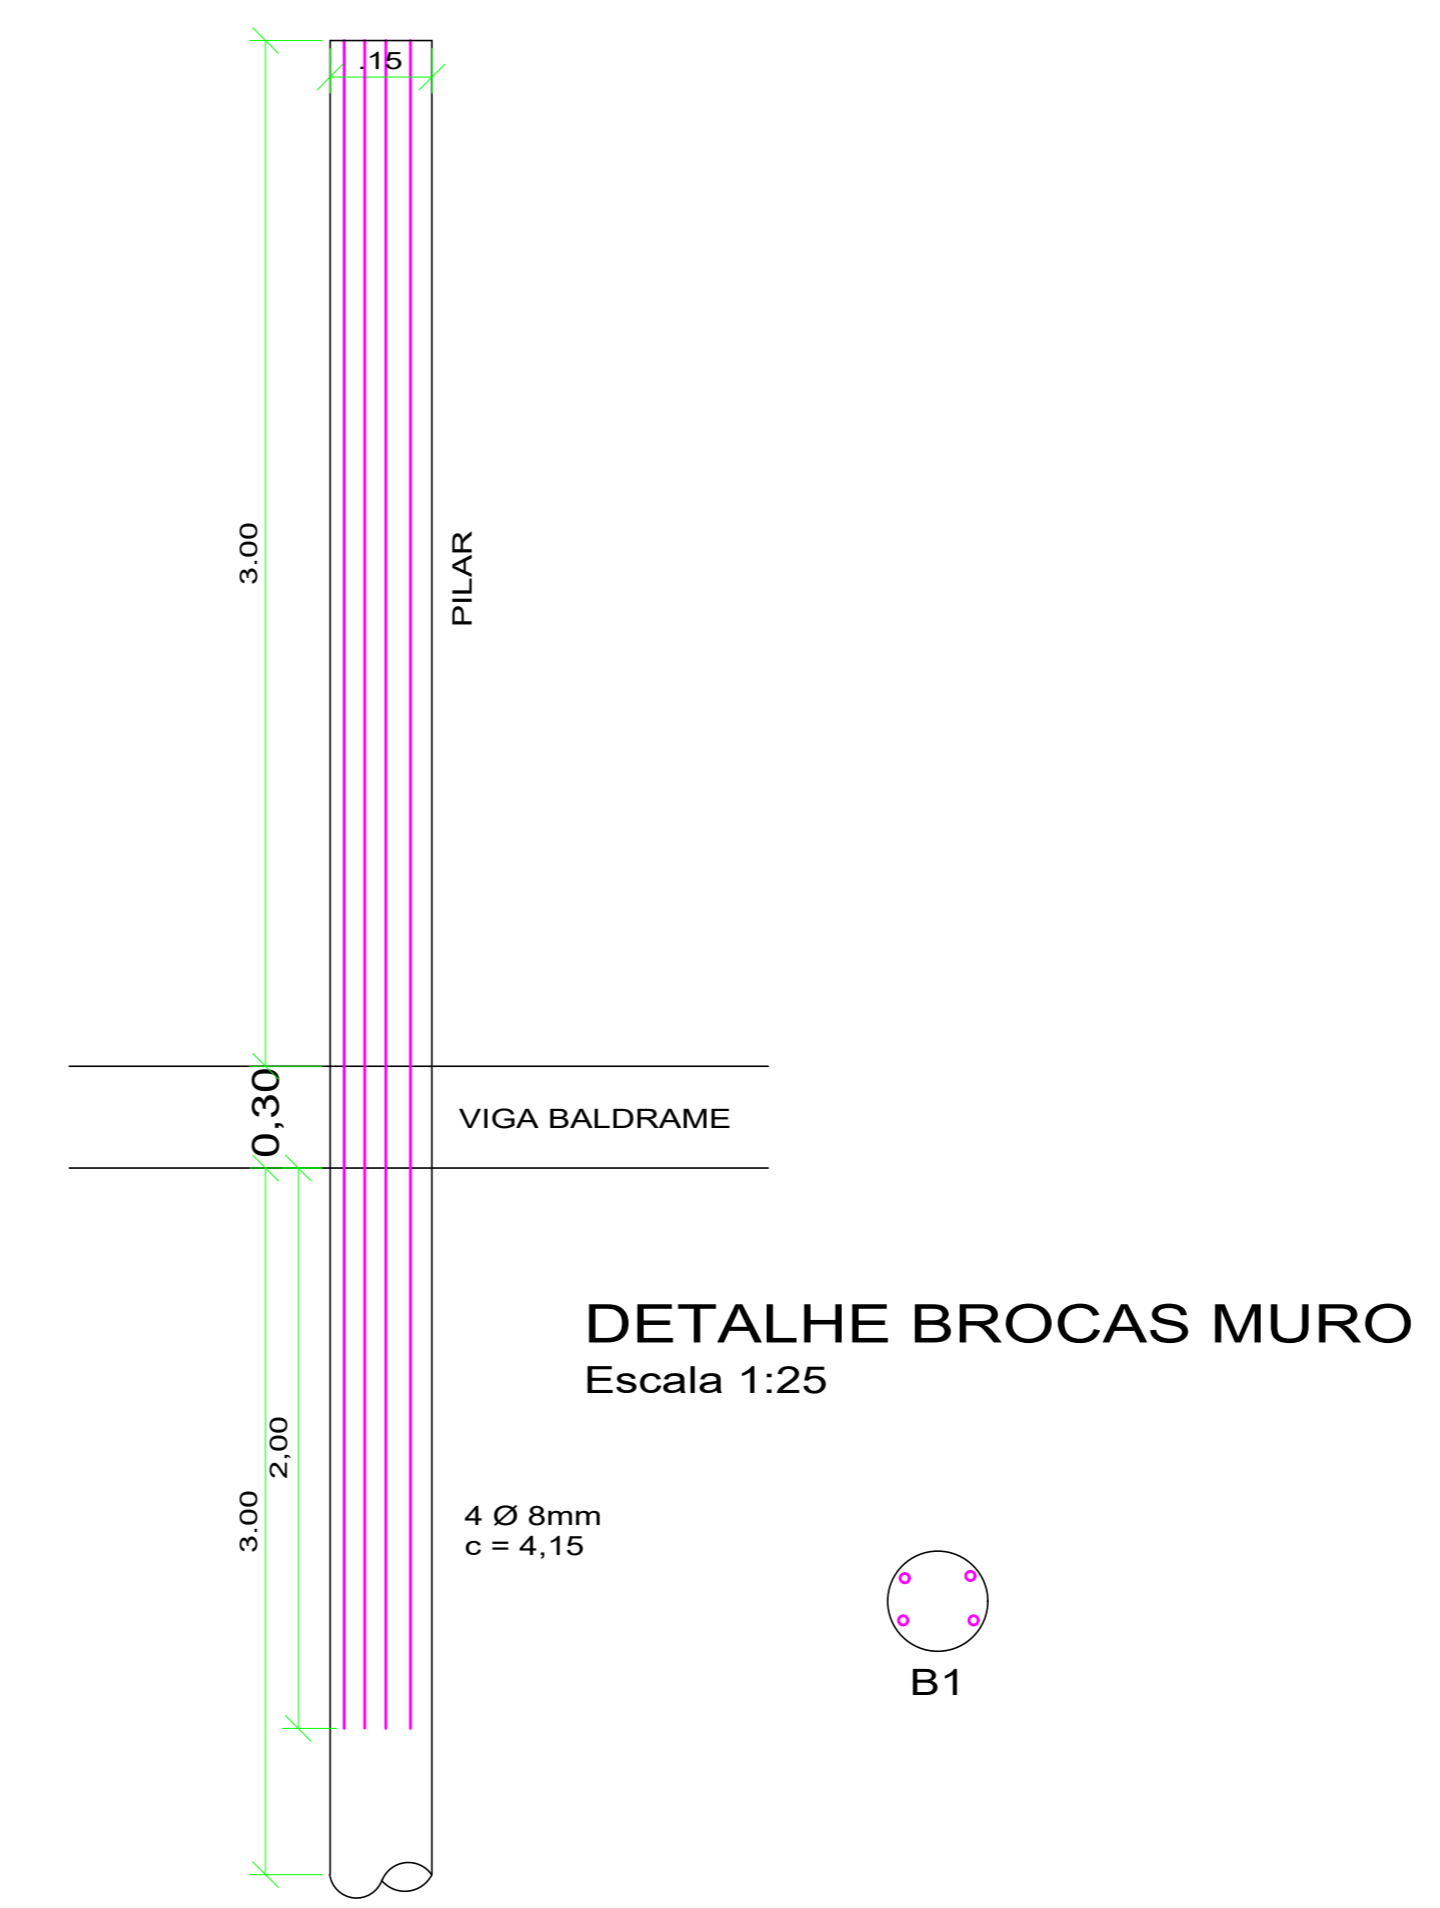 .15
3.00
PILAR
0,30
VIGA BALDRAME
DETALHE BROCAS MURO
Escala 1:25
2,00
3.00
4 Ø 8mm
c = 4,15
B1